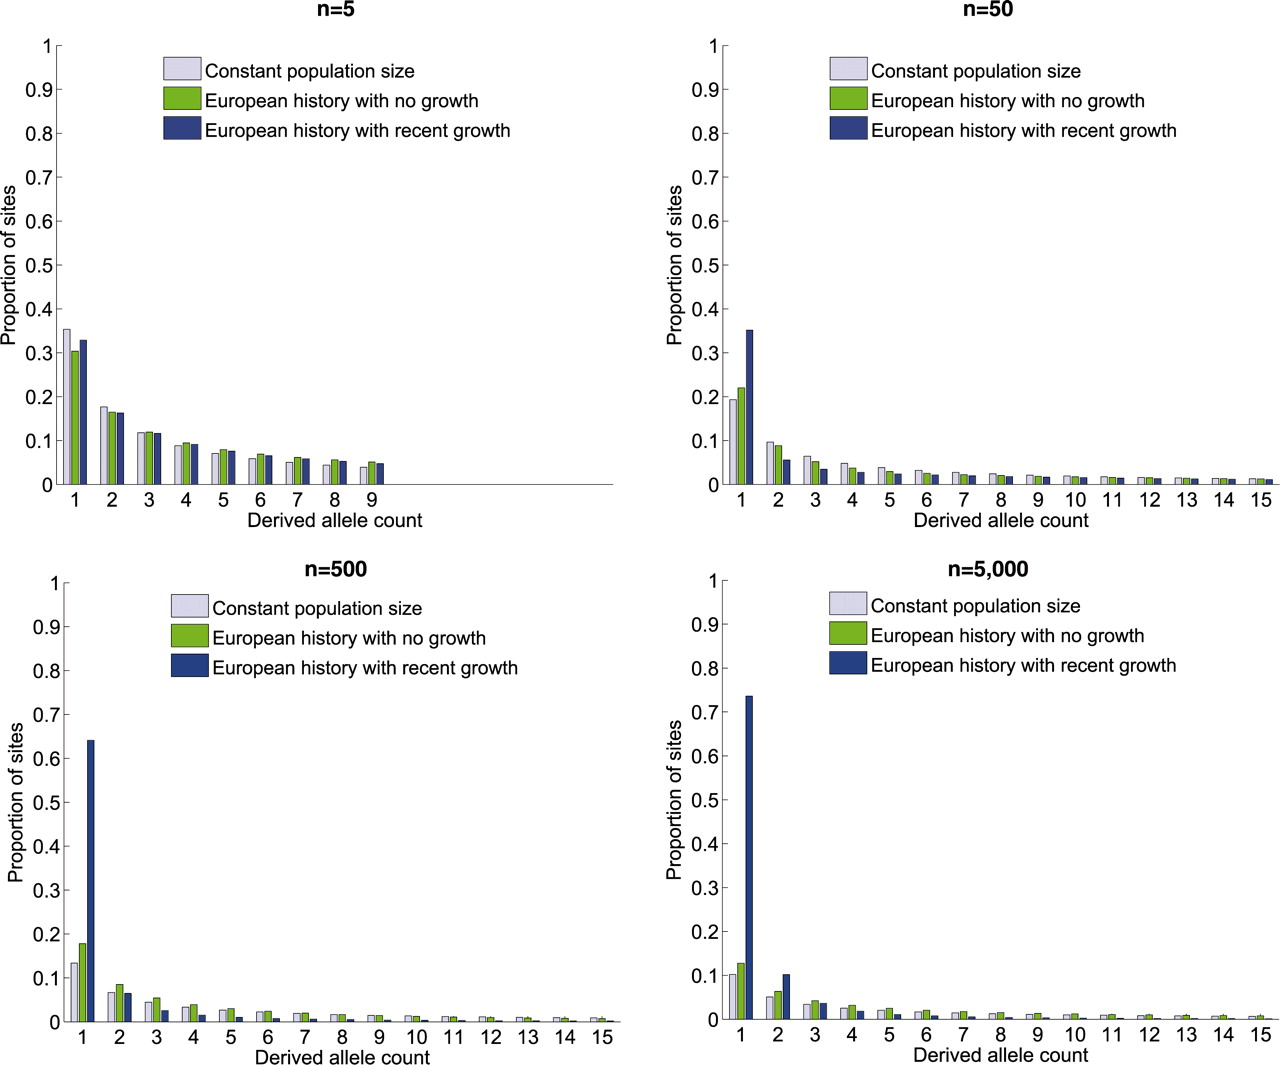 n=5
1
0.9
0.8
0.7
0.6
0.5
0.4
0.3
0.2
0.1
0
Proportion of sites
Constant population size
European history with no growth
European history with recent growth
1 2 3 4 5 6 7 8 9
Derived allele count
n=50
1
0.9
0.8
0.7
0.6
0.5
0.4
0.3
0.2
0.1
0
Proportion of sites
Constant population size
European history with no growth
European history with recent growth
1 2 3 4 5 6 7 8 9 10 11 12 13 14 15
Derived allele count
n=500
1
0.9
0.8
0.7
0.6
0.5
0.4
0.3
0.2
0.1
0
Proportion of sites
Constant population size
European history with no growth
European history with recent growth
1 2 3 4 5 6 7 8 9 10 11 12 13 14 15
Derived allele count
n=5,000
1
0.9
0.8
0.7
0.6
0.5
0.4
0.3
0.2
0.1
0
Proportion of sites
Constant population size
European history with no growth
European history with recent growth
1 2 3 4 5 6 7 8 9 10 11 12 13 14 15
Derived allele count